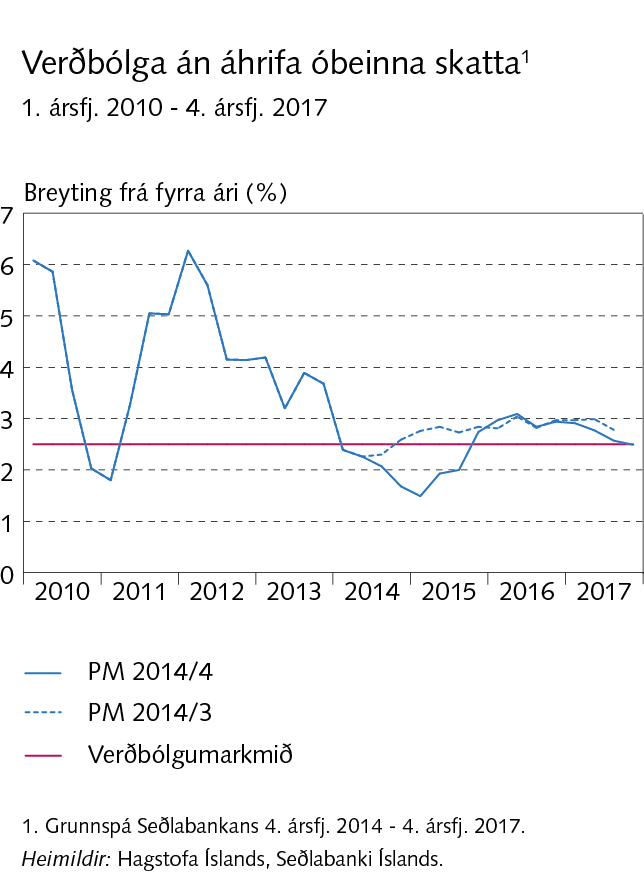 Verðbólga án áhrifa óbeinna skatta¹
1. ársfj. 2010 - 4. ársfj. 2017
Breyting frá fyrra ári (%)
7
6
5
4
3
2
1
0
2010 2011 2012 2013 2014 2015 2016 2017
PM 2014/4
PM 2014/3
Verðbólgumarkmið
1. Grunnspá Seðlabankans 4. ársfj. 2014 - 4. ársfj. 2017.
Heimildir: Hagstofa Íslands, Seðlabanki Íslands.